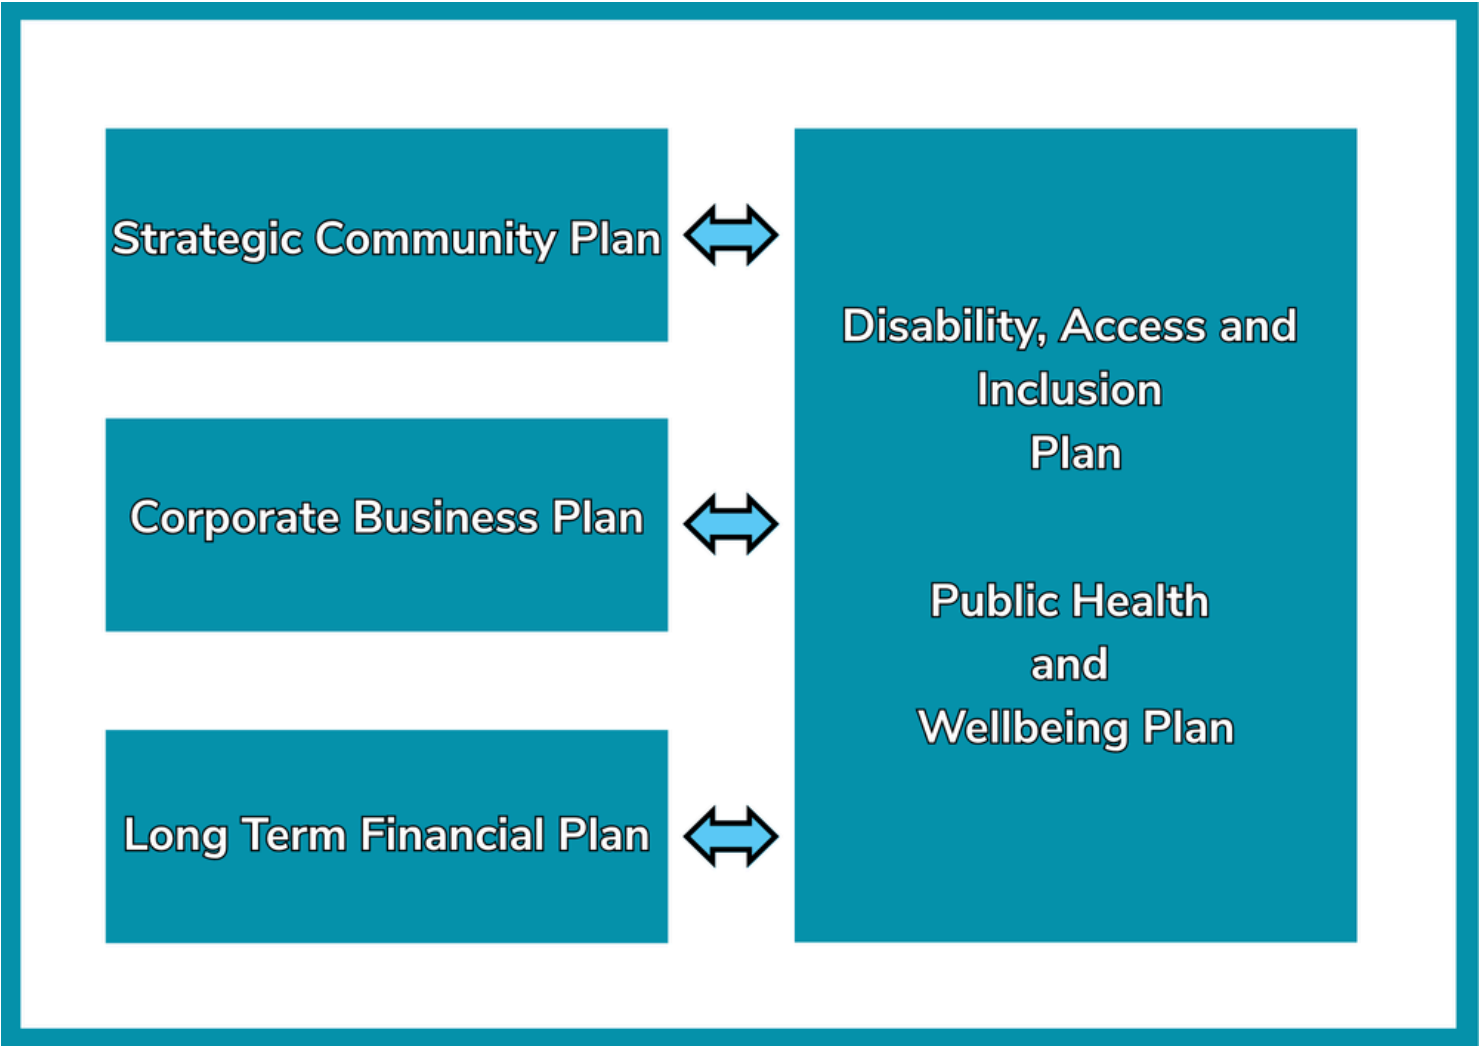 Strategic Community Plan
Corporate Business Plan
Long Term Financial Plan
Disability, Access and
Inclusion
Plan
Public Health
and
Wellbeing Plan